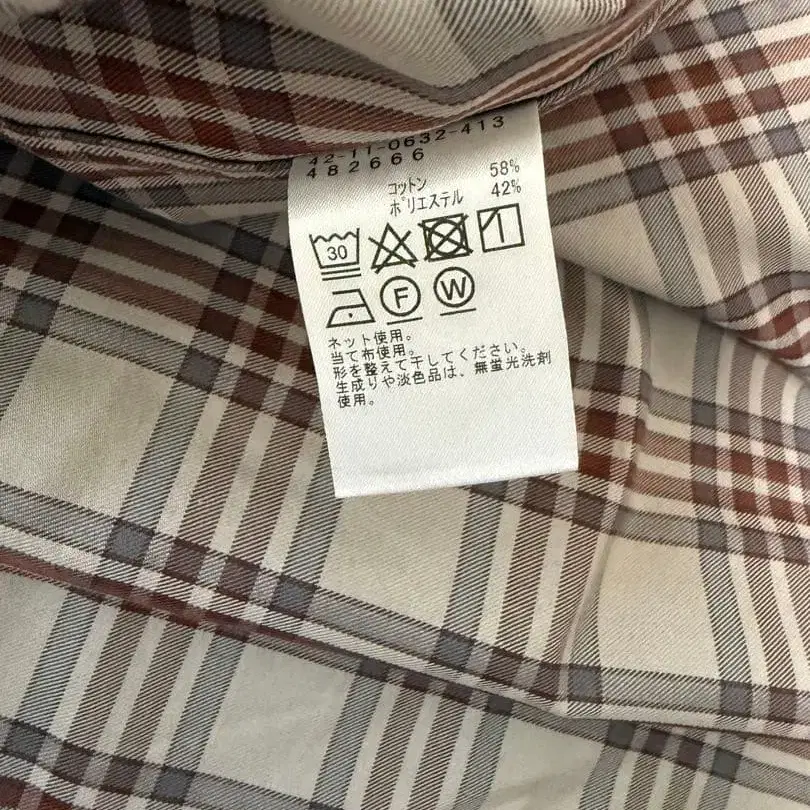 42-11-0632-413
482666
コットン 58%
ポリエステル 42%
30
F W
ネット使用。
当て布使用。
形を整えて干してください。
生成りや淡色品は、無蛍光洗剤
使用。